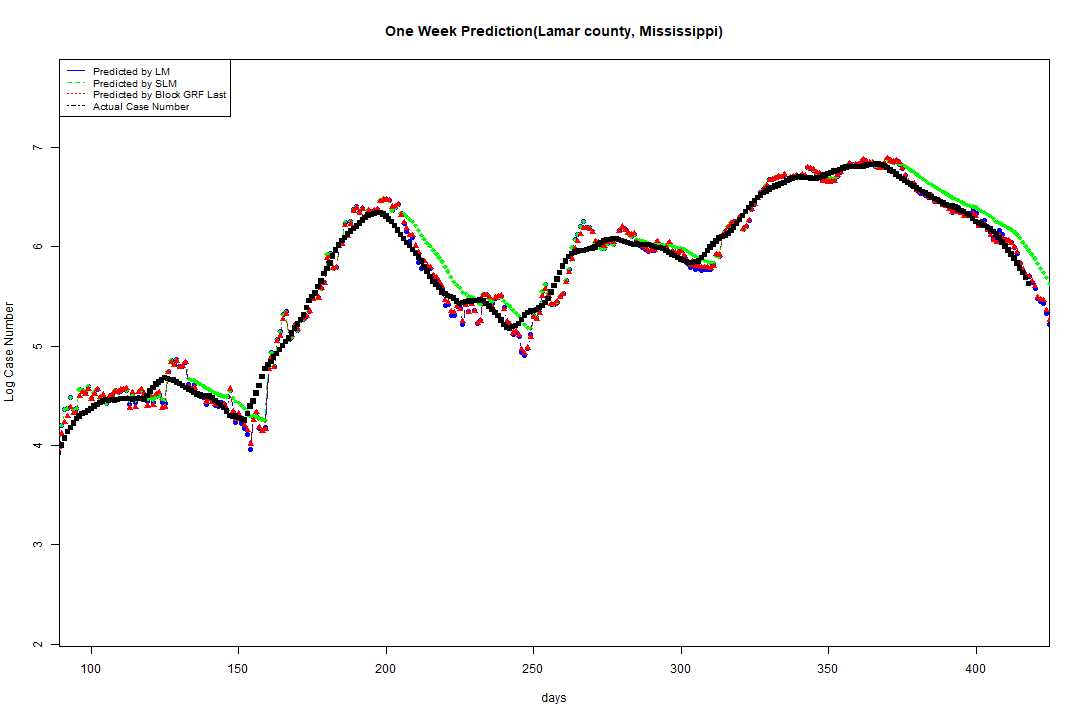 One Week Prediction(Lamar county, Mississippi)
Predicted by LM
Predicted by SLM
Predicted by Block GRF Last
Actual Case Number
7
6
5
4
3
2
Log Case Number
100 150 200 250 300 350 400
days